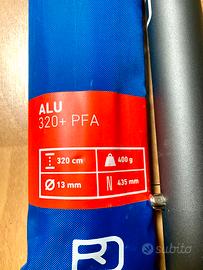 ALU
320+ PFA
320 cm
400 g
Ø 13 mm
N 435 mm
subito